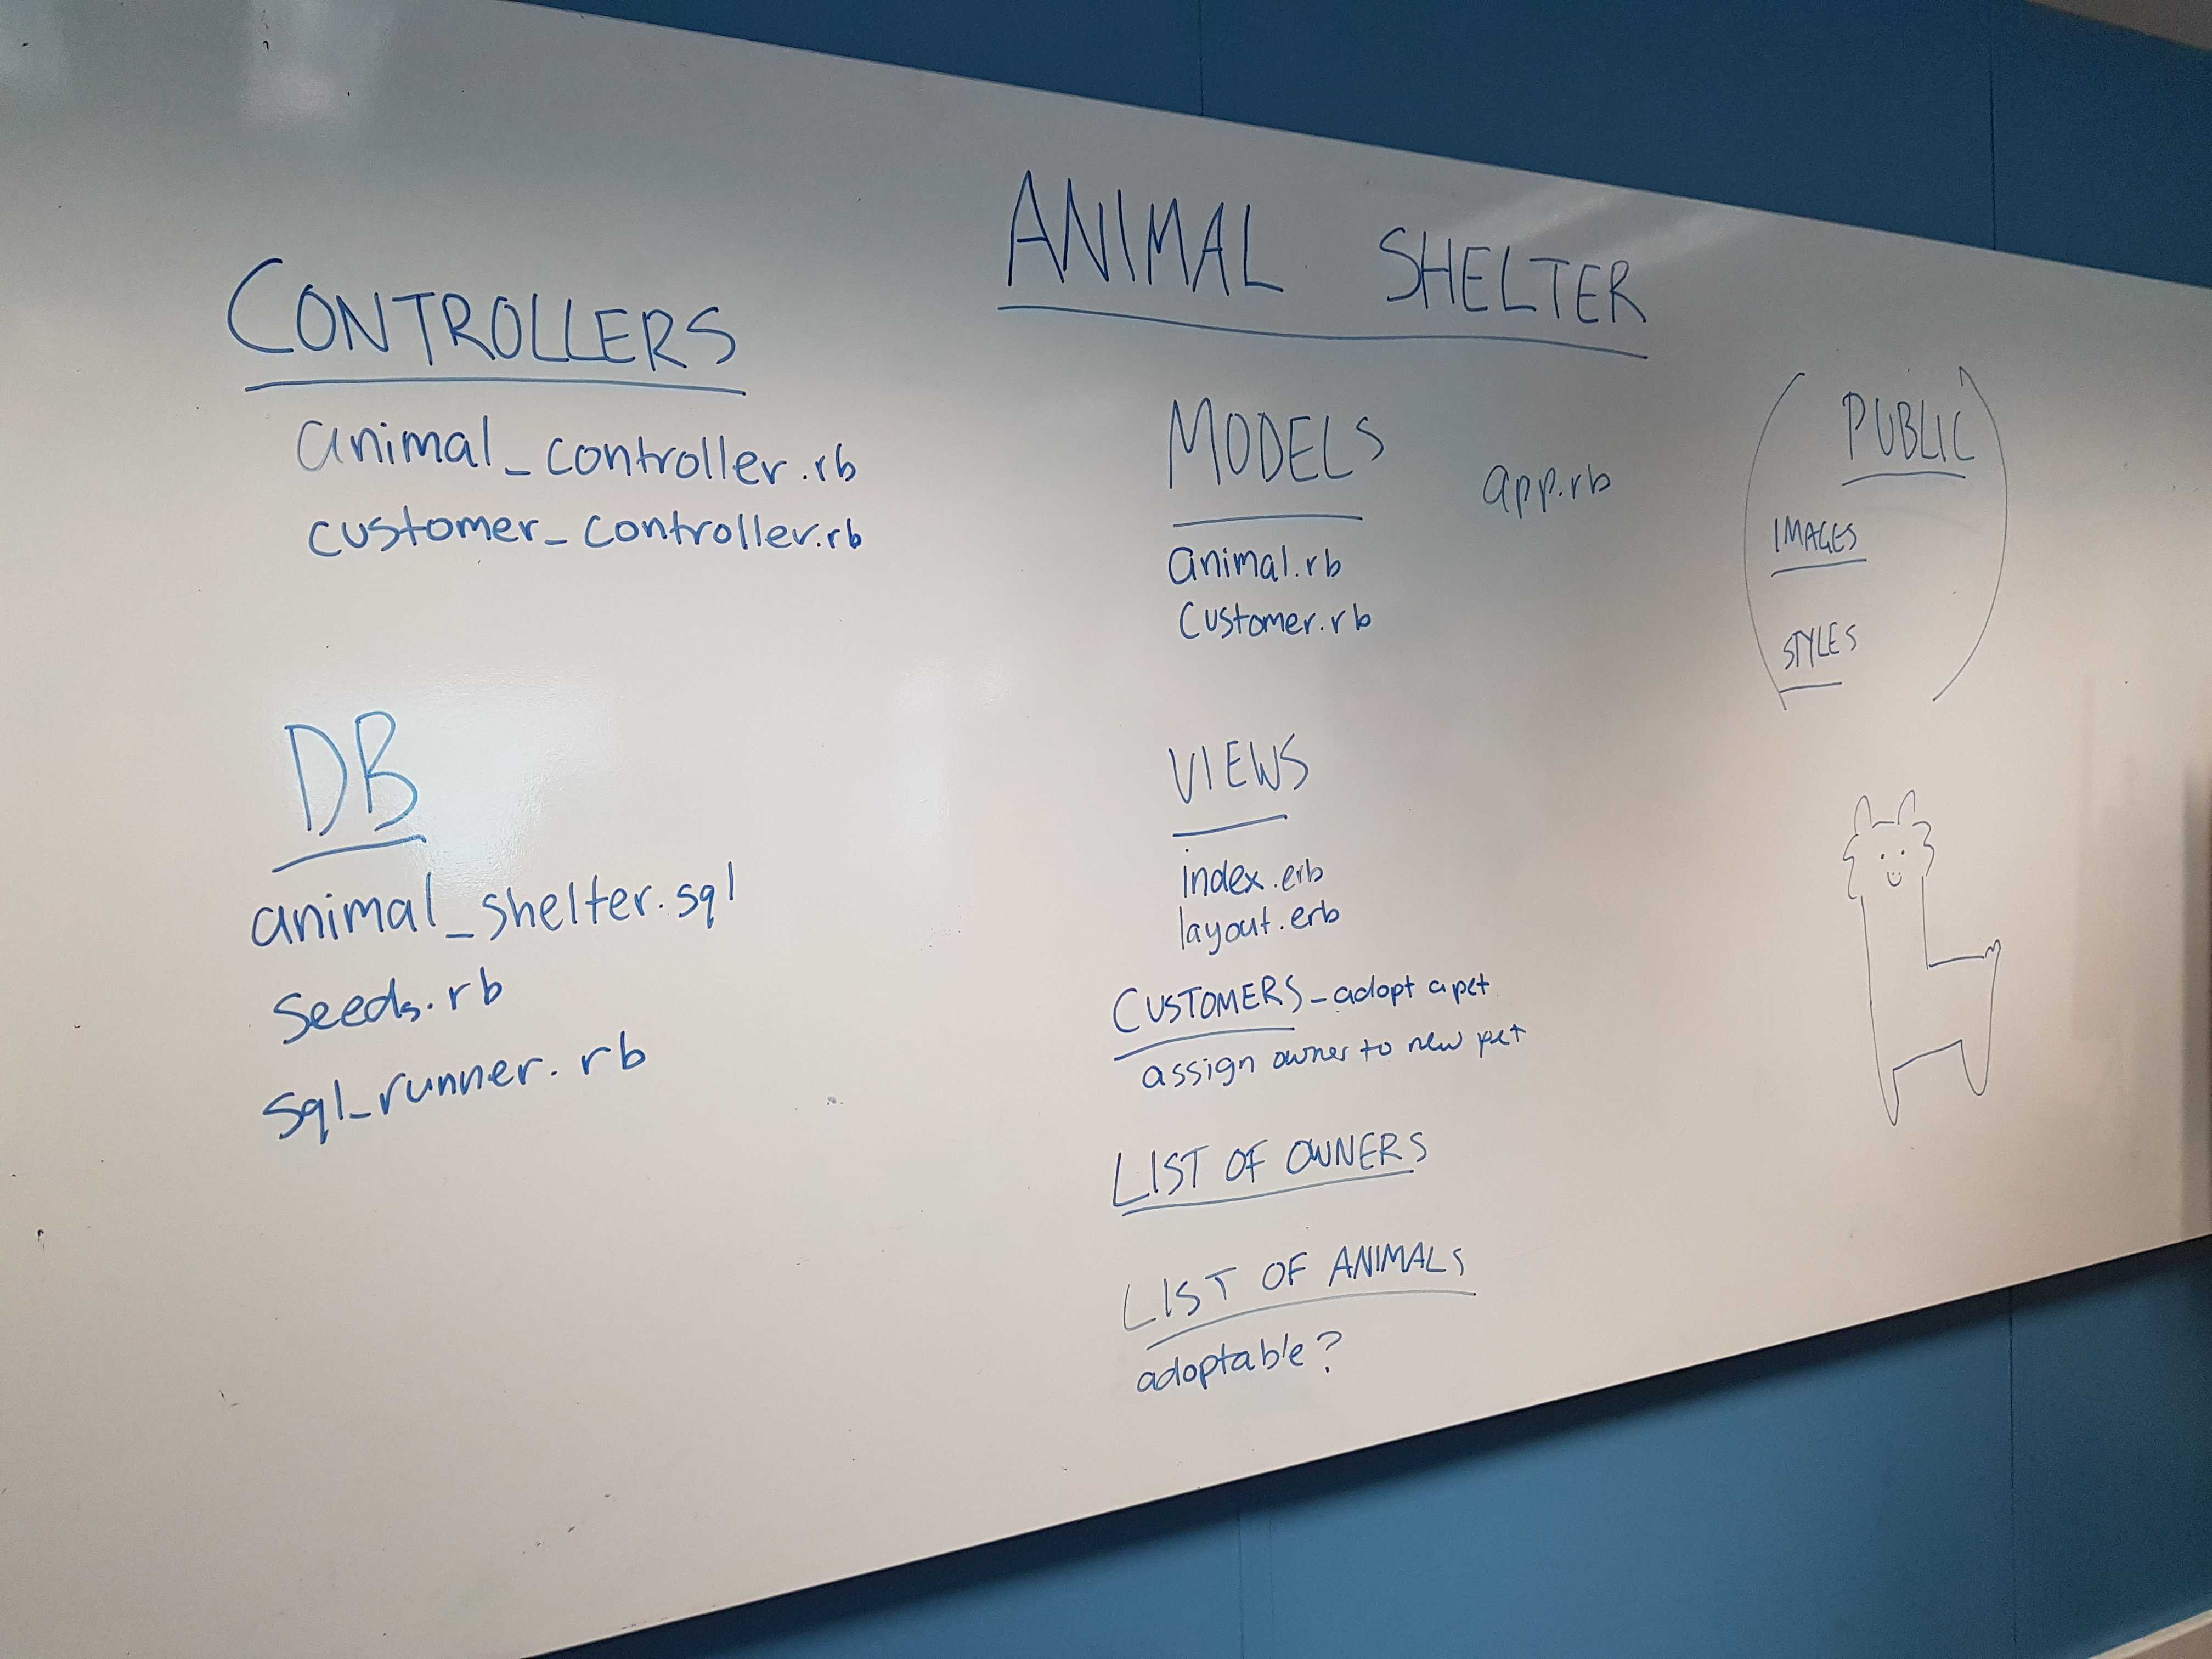 ANIMAL SHELTER
CONTROLLERS
animal_controller.rb
customer_controller.rb
DB
animal_shelter.sql
seeds.rb
sql_runner.rb
MODELS
animal.rb
customer.rb
app.rb
VIEWS
index.erb
layout.erb
CUSTOMERS - adopt a pet
assign owner to new pet
LIST OF OWNERS
LIST OF ANIMALS
adoptable?
(PUBLIC
IMAGES
STYLES)